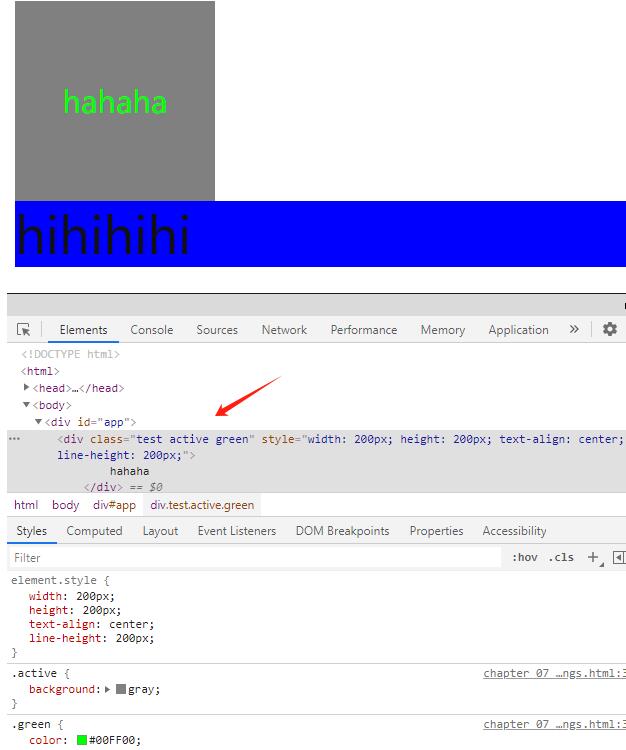 hahaha
hihihihi
Elements Console Sources Network Performance Memory Application »
<!DOCTYPE html>
<html>
<head>…</head>
<body>
<div id="app">
<div class="test active green" style="width: 200px; height: 200px; text-align: center;
line-height: 200px;">
hahaha
</div> == $0
html body div#app div.test.active.green
Styles Computed Layout Event Listeners DOM Breakpoints Properties Accessibility
Filter :hov .cls +
element.style {
width: 200px;
height: 200px;
text-align: center;
line-height: 200px;
}
.active { chapter 07 …ngs.html:3
background: gray;
}
.green { chapter 07 …ngs.html:3
color: #00FF00;